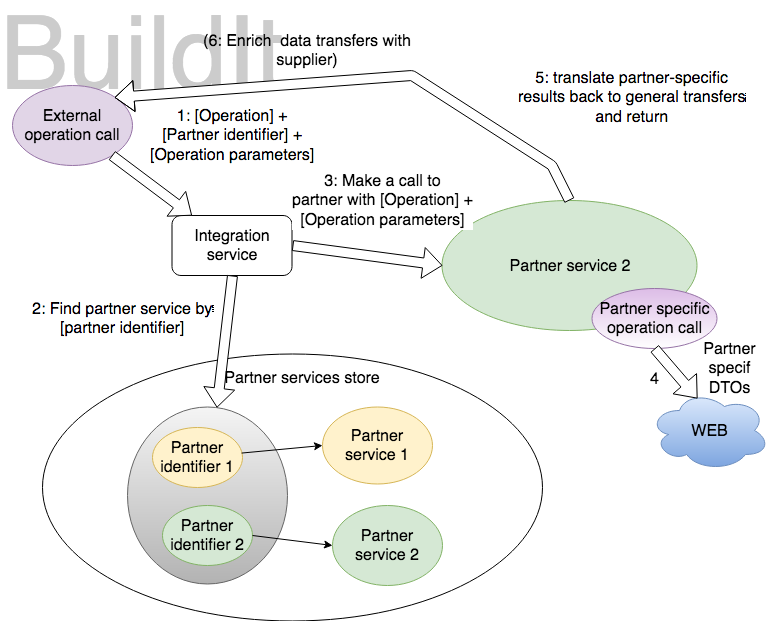 BuildIt
(6: Enrich data transfers with
supplier)
5: translate partner-specific
results back to general transfers
and return
External
operation call
1: [Operation] +
[Partner identifier] +
[Operation parameters]
3: Make a call to
partner with [Operation] +
[Operation parameters]
Integration
service
Partner service 2
2: Find partner service by
[partner identifier]
Partner specific
operation call
4
Partner
specif
DTOs
WEB
Partner services store
Partner
identifier 1
Partner
service 1
Partner
identifier 2
Partner
service 2